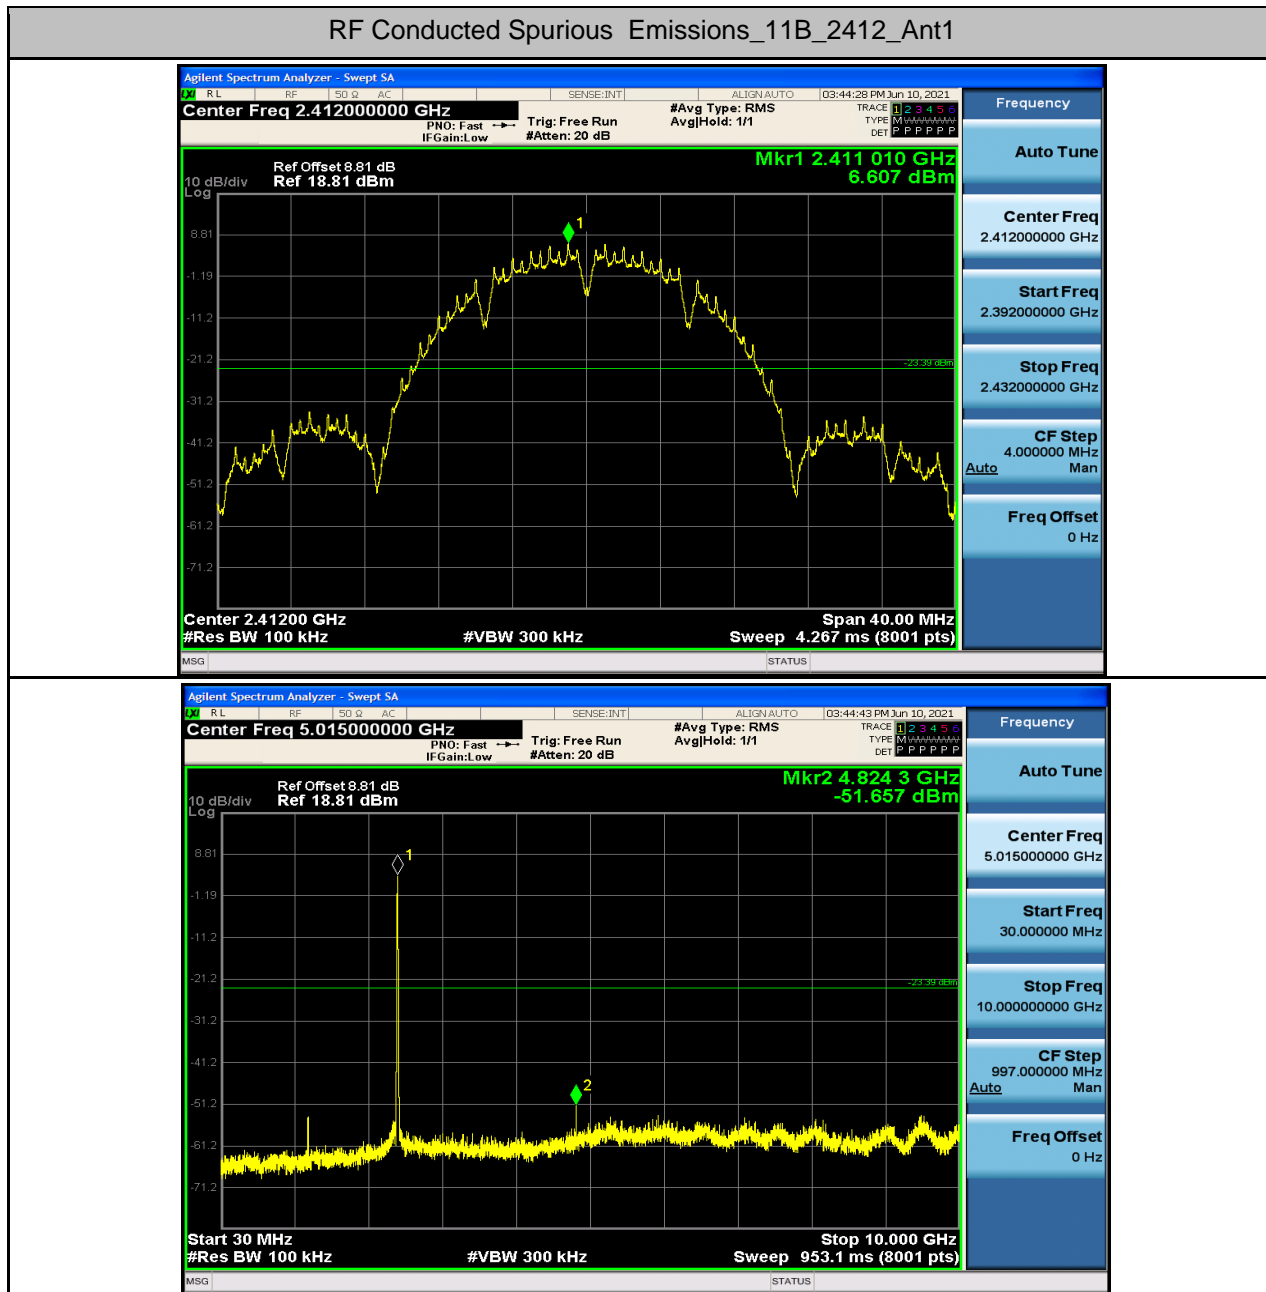 RF Conducted Spurious Emissions_11B_2412_Ant1
Agilent Spectrum Analyzer - Swept SA
LXI RL RF 50 Ω AC SENSE:INT ALIGN AUTO 03:44:28 PM Jun 10, 2021
Center Freq 2.412000000 GHz
PNO: Fast
IFGain:Low
Trig: Free Run
#Atten: 20 dB
#Avg Type: RMS
Avg|Hold: 1/1
TRACE 1 2 3 4 5 6
TYPE M
DET P P P P P P
Ref Offset 8.81 dB
10 dB/div Ref 18.81 dBm
Log
Mkr1 2.411 010 GHz
6.607 dBm
1
8.81
-1.19
-11.2
-21.2
-23.39 dBm
-31.2
-41.2
-51.2
-61.2
-71.2
Center 2.41200 GHz Span 40.00 MHz
#Res BW 100 kHz #VBW 300 kHz Sweep 4.267 ms (8001 pts)
MSG STATUS
Frequency
Auto Tune
Center Freq
2.412000000 GHz
Start Freq
2.392000000 GHz
Stop Freq
2.432000000 GHz
CF Step
4.000000 MHz
Auto Man
Freq Offset
0 Hz
Agilent Spectrum Analyzer - Swept SA
LXI RL RF 50 Ω AC SENSE:INT ALIGN AUTO 03:44:43 PM Jun 10, 2021
Center Freq 5.015000000 GHz
PNO: Fast
IFGain:Low
Trig: Free Run
#Atten: 20 dB
#Avg Type: RMS
Avg|Hold: 1/1
TRACE 1 2 3 4 5 6
TYPE M
DET P P P P P P
Ref Offset 8.81 dB
10 dB/div Ref 18.81 dBm
Log
Mkr2 4.824 3 GHz
-51.657 dBm
1
8.81
-1.19
-11.2
-21.2
-23.39 dBm
-31.2
-41.2
2
-51.2
-61.2
-71.2
Start 30 MHz Stop 10.000 GHz
#Res BW 100 kHz #VBW 300 kHz Sweep 953.1 ms (8001 pts)
MSG STATUS
Frequency
Auto Tune
Center Freq
5.015000000 GHz
Start Freq
30.000000 MHz
Stop Freq
10.000000000 GHz
CF Step
997.000000 MHz
Auto Man
Freq Offset
0 Hz